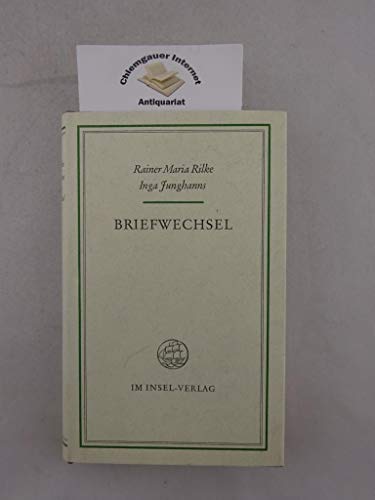 Chiemgauer Internet
Antiquariat
Rainer Maria Rilke
Inga Junghanns
BRIEFWECHSEL
IM INSEL-VERLAG